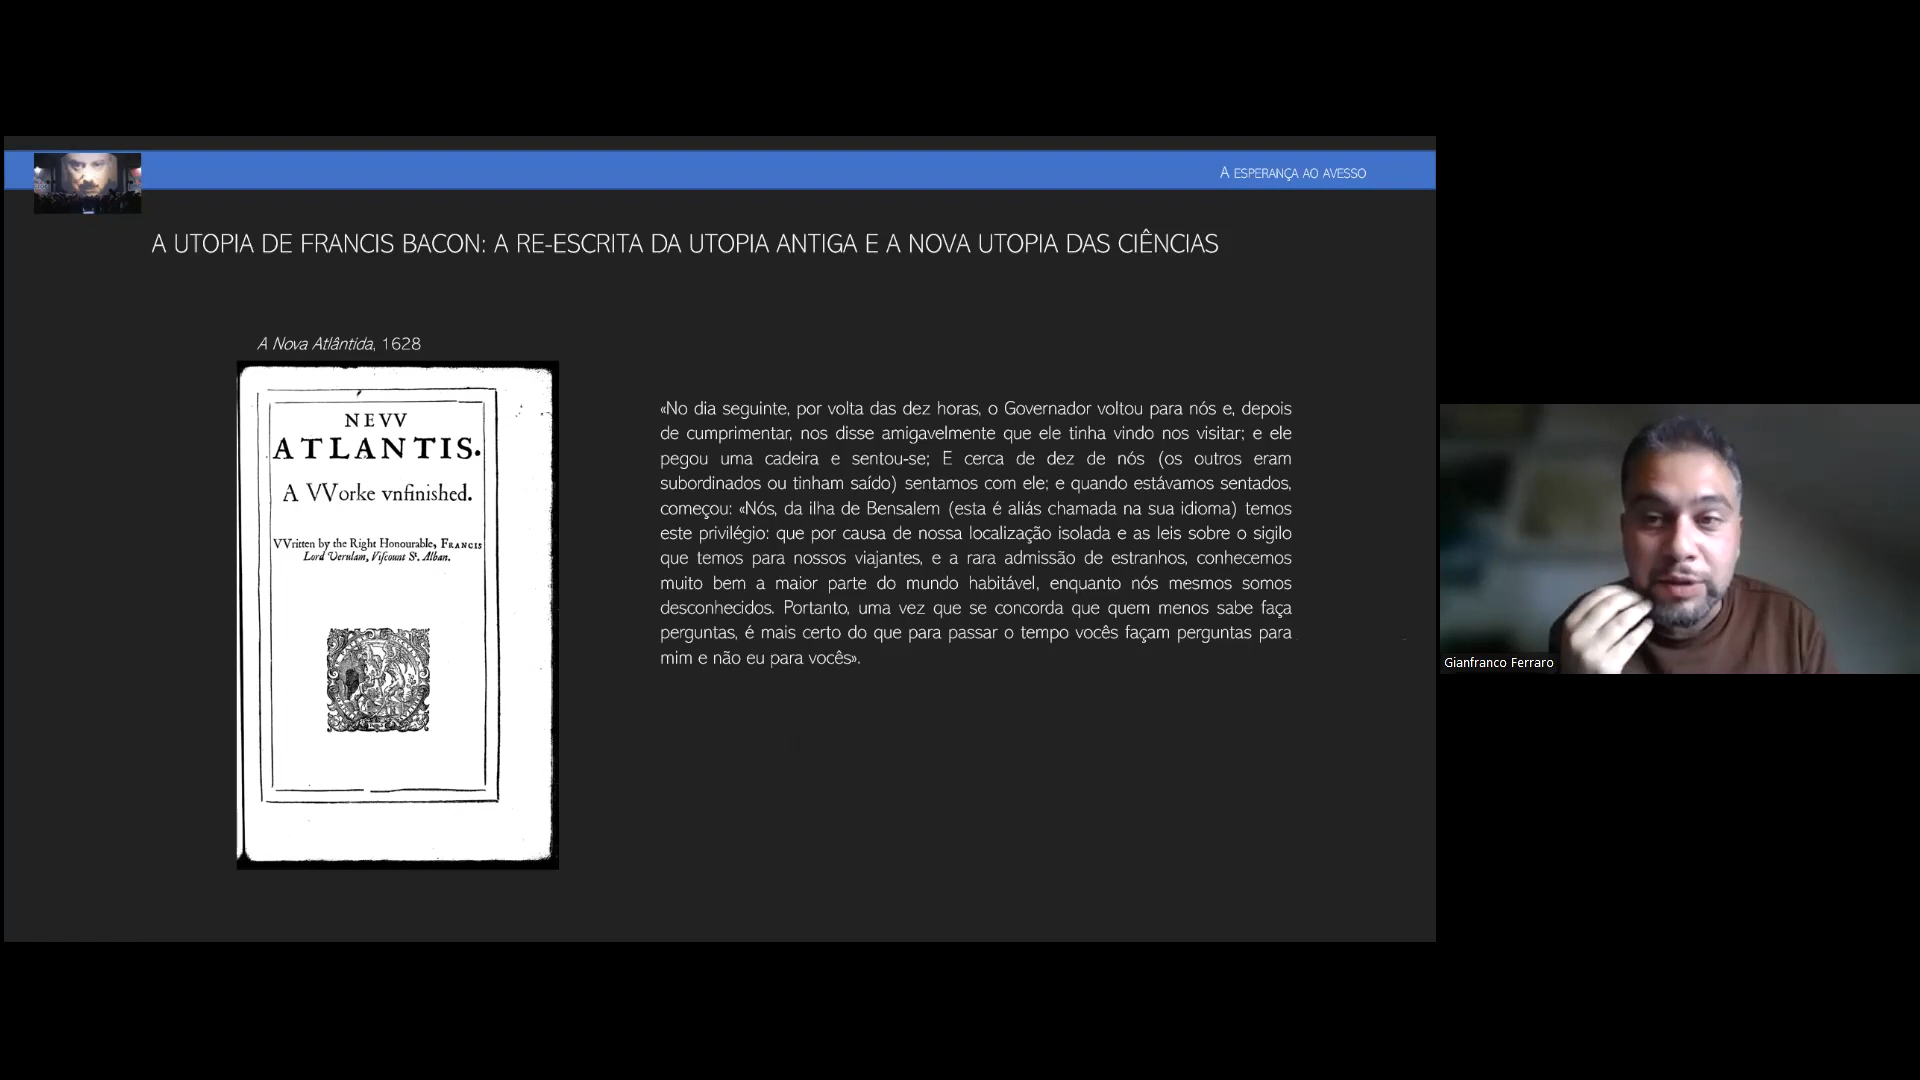 A ESPERANÇA AO AVESSO
A UTOPIA DE FRANCIS BACON: A RE-ESCRITA DA UTOPIA ANTIGA E A NOVA UTOPIA DAS CIÊNCIAS
A Nova Atlântida, 1628
NEVV
ATLANTIS.
A VVorke vnfinished.
VVritten by the Right Honourable, FRANCIS
Lord Verulam, Viſcount St. Alban.
«No dia seguinte, por volta das dez horas, o Governador voltou para nós e, depois
de cumprimentar, nos disse amigavelmente que ele tinha vindo nos visitar; e ele
pegou uma cadeira e sentou-se; E cerca de dez de nós (os outros eram
subordinados ou tinham saído) sentamos com ele; e quando estávamos sentados,
começou: «Nós, da ilha de Bensalem (esta é aliás chamada na sua idioma) temos
este privilégio: que por causa de nossa localização isolada e as leis sobre o sigilo
que temos para nossos viajantes, e a rara admissão de estranhos, conhecemos
muito bem a maior parte do mundo habitável, enquanto nós mesmos somos
desconhecidos. Portanto, uma vez que se concorda que quem menos sabe faça
perguntas, é mais certo do que para passar o tempo vocês façam perguntas para
mim e não eu para vocês».
Gianfranco Ferraro